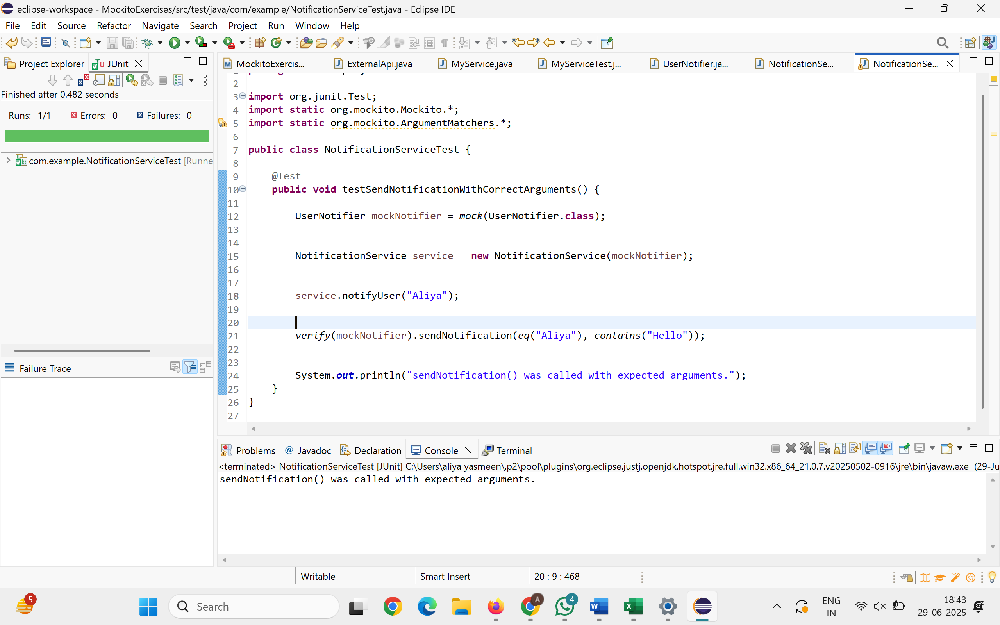 eclipse-workspace - MockitoExercises/src/test/java/com/example/NotificationServiceTest.java - Eclipse IDE
File Edit Source Refactor Navigate Search Project Run Window Help
Project Explorer JUnit
MockitoExercis... ExternalApi.java MyService.java MyServiceTest.j... UserNotifier.ja... NotificationSe... NotificationSe...
Finished after 0.482 seconds
Runs: 1/1 Errors: 0 Failures: 0
com.example.NotificationServiceTest [Runne
Failure Trace
2
3 import org.junit.Test;
4 import static org.mockito.Mockito.*;
5 import static org.mockito.ArgumentMatchers.*;
6
7 public class NotificationServiceTest {
8
9 @Test
10 public void testSendNotificationWithCorrectArguments() {
11
12 UserNotifier mockNotifier = mock(UserNotifier.class);
13
14
15 NotificationService service = new NotificationService(mockNotifier);
16
17
18 service.notifyUser("Aliya");
19
20
21 verify(mockNotifier).sendNotification(eq("Aliya"), contains("Hello"));
22
23
24 System.out.println("sendNotification() was called with expected arguments.");
25 }
26 }
27
Problems @ Javadoc Declaration Console Terminal
<terminated> NotificationServiceTest [JUnit] C:\Users\aliya yasmeen\.p2\pool\plugins\org.eclipse.justj.openjdk.hotspot.jre.full.win32.x86_64_21.0.7.v20250502-0916\jre\bin\javaw.exe (29-Ju
sendNotification() was called with expected arguments.
Writable Smart Insert 20 : 9 : 468
5 Search A 4 ENG
IN
18:43
29-06-2025